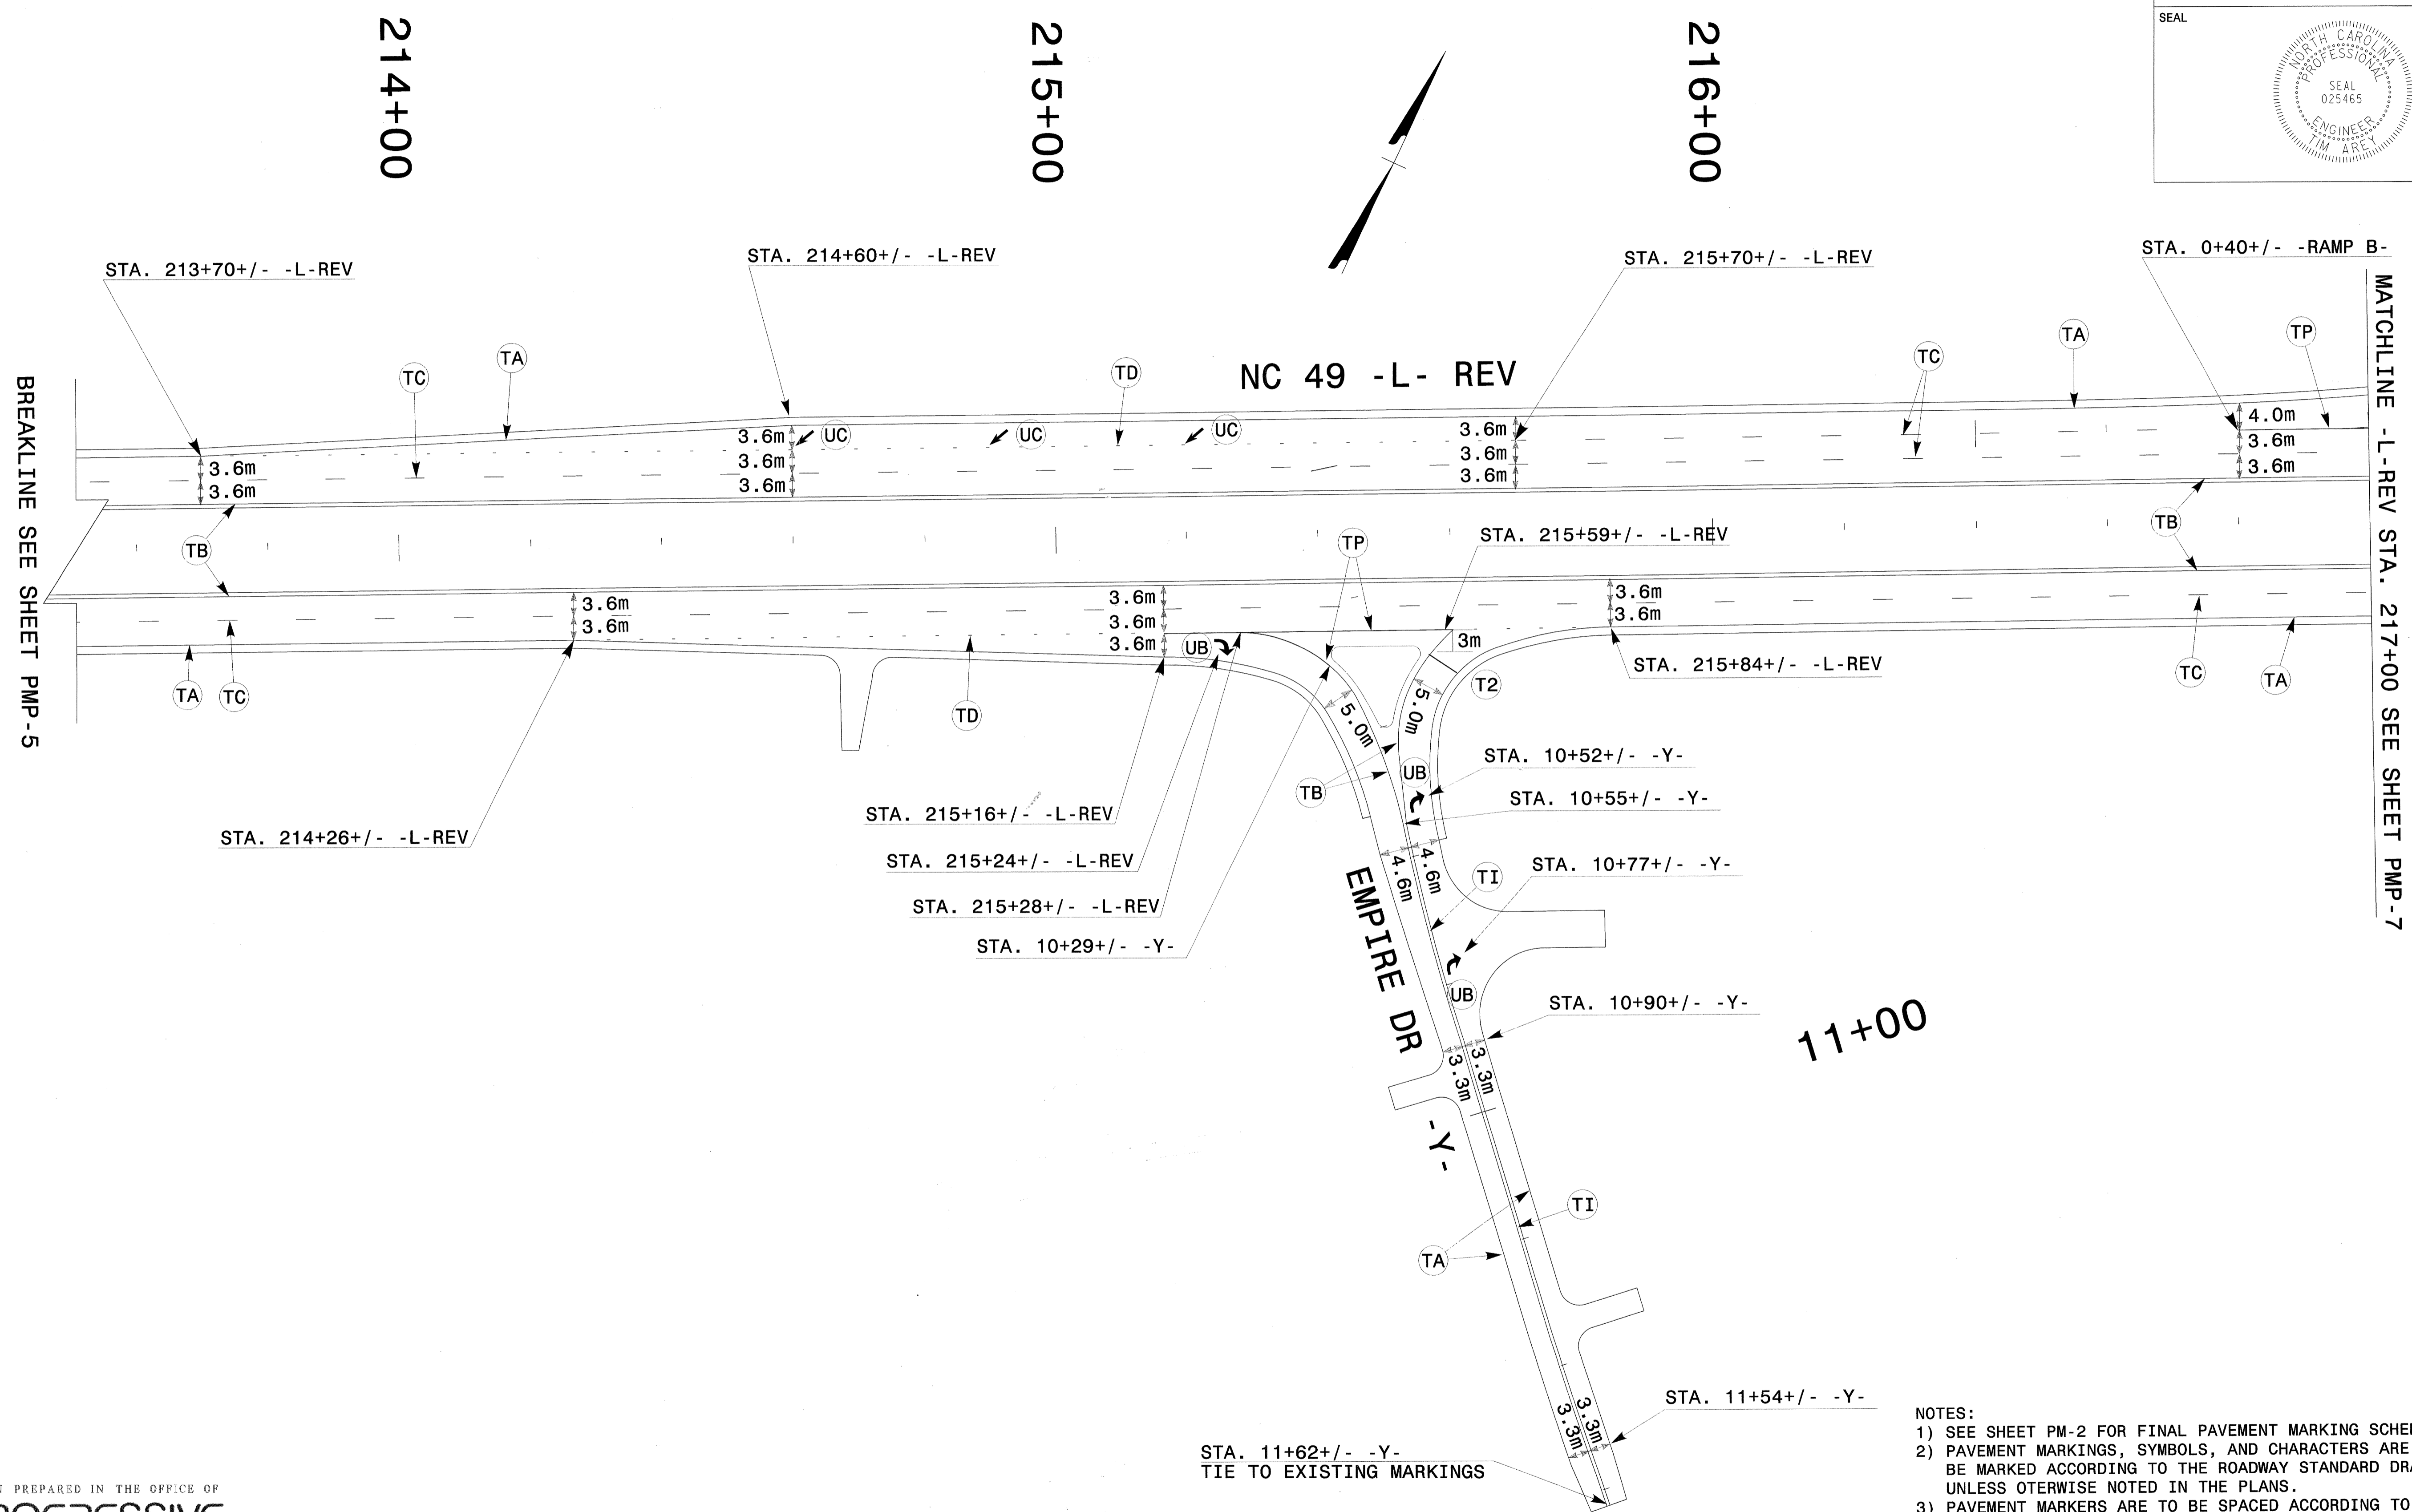 214+00
215+00
216+00
SEAL
NORTH CAROLINA
PROFESSIONAL
SEAL
025465
ENGINEER
TIM AREY
STA. 213+70+/- -L-REV
STA. 214+60+/- -L-REV
STA. 215+70+/- -L-REV
STA. 0+40+/- -RAMP B-
TC
TA
TD
NC 49 -L- REV
TC
TA
TP
BREAKLINE SEE SHEET PMP-5
MATCHLINE -L-REV STA. 217+00 SEE SHEET PMP-7
3.6m
3.6m
3.6m
3.6m
3.6m
UC
UC
UC
3.6m
3.6m
3.6m
4.0m
3.6m
3.6m
TB
TP
STA. 215+59+/- -L-REV
TB
3.6m
3.6m
3.6m
3.6m
3.6m
UB
3m
3.6m
3.6m
TA
TC
TD
T2
STA. 215+84+/- -L-REV
TC
TA
5.0m
5.0m
TB
UB
STA. 10+52+/- -Y-
STA. 10+55+/- -Y-
STA. 214+26+/- -L-REV
STA. 215+16+/- -L-REV
STA. 215+24+/- -L-REV
STA. 215+28+/- -L-REV
STA. 10+29+/- -Y-
4.6m
4.6m
TI
STA. 10+77+/- -Y-
EMPIRE DR
UB
STA. 10+90+/- -Y-
11+00
3.3m
3.3m
-Y-
TI
TA
STA. 11+54+/- -Y-
3.3m
3.3m
STA. 11+62+/- -Y-
TIE TO EXISTING MARKINGS
NOTES:
1) SEE SHEET PM-2 FOR FINAL PAVEMENT MARKING
2) PAVEMENT MARKINGS, SYMBOLS, AND CHARACTERS ARE
BE MARKED ACCORDING TO THE ROADWAY STANDARD
UNLESS OTERWISE NOTED IN THE PLANS.
3) PAVEMENT MARKERS ARE TO BE SPACED ACCORDING TO
PREPARED IN THE OFFICE OF